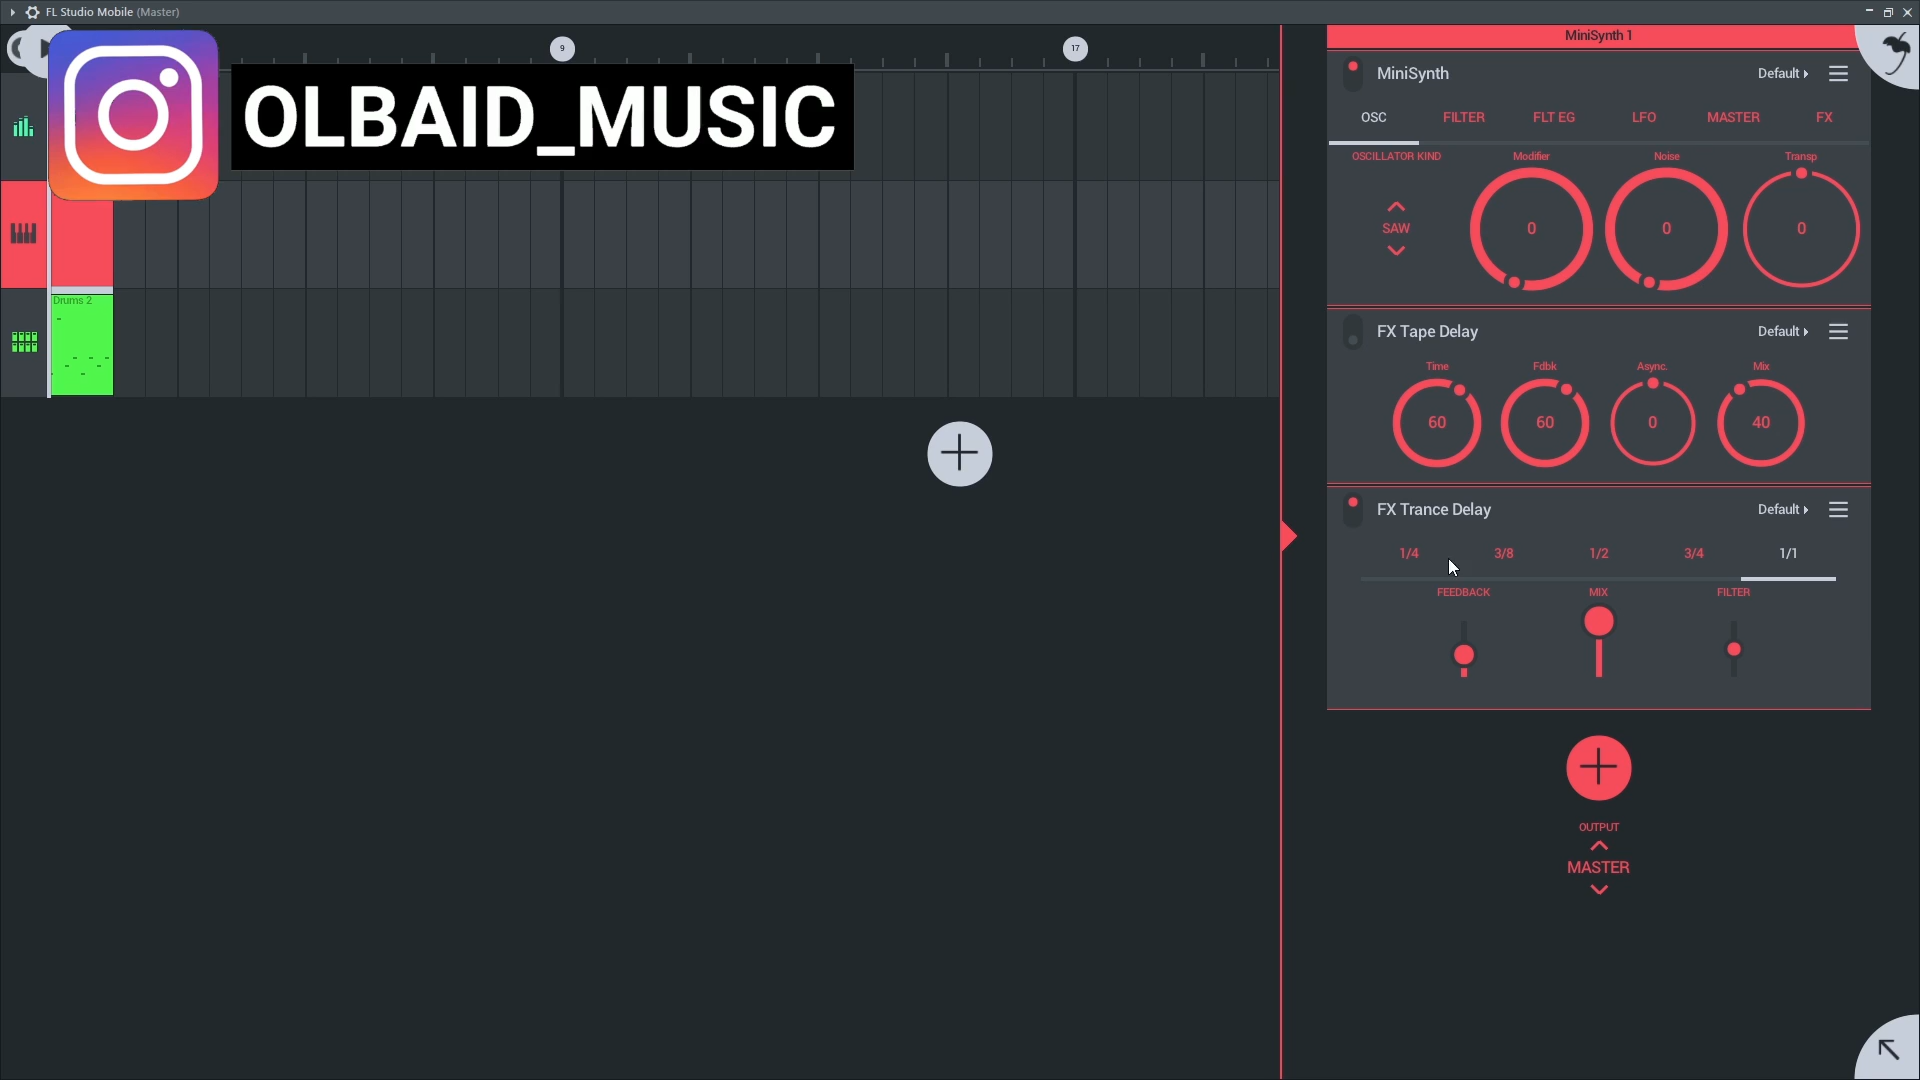 FL Studio Mobile (Master)
9
17
OLBAID_MUSIC
Drums 2
MiniSynth 1
MiniSynth
Default
OSC
FILTER
FLT EG
LFO
MASTER
FX
OSCILLATOR KIND
Modifier
Noise
Transp
SAW
0
0
0
FX Tape Delay
Default
Time
Fdbk
Async.
Mix
60
60
0
40
FX Trance Delay
Default
1/4
3/8
1/2
3/4
1/1
FEEDBACK
MIX
FILTER
OUTPUT
MASTER